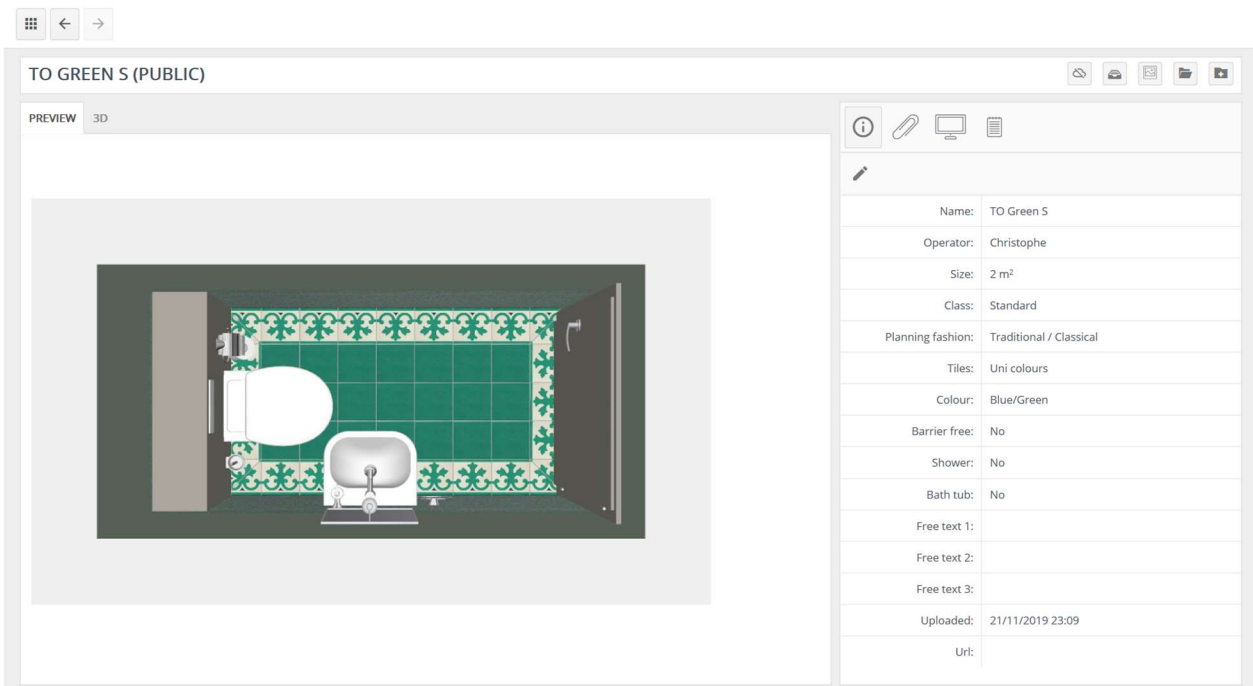 TO GREEN S (PUBLIC)
PREVIEW 3D
Name: TO Green S
Operator: Christophe
Size: 2 m²
Class: Standard
Planning fashion: Traditional / Classical
Tiles: Uni colours
Colour: Blue/Green
Barrier free: No
Shower: No
Bath tub: No
Free text 1:
Free text 2:
Free text 3:
Uploaded: 21/11/2019 23:09
Url: